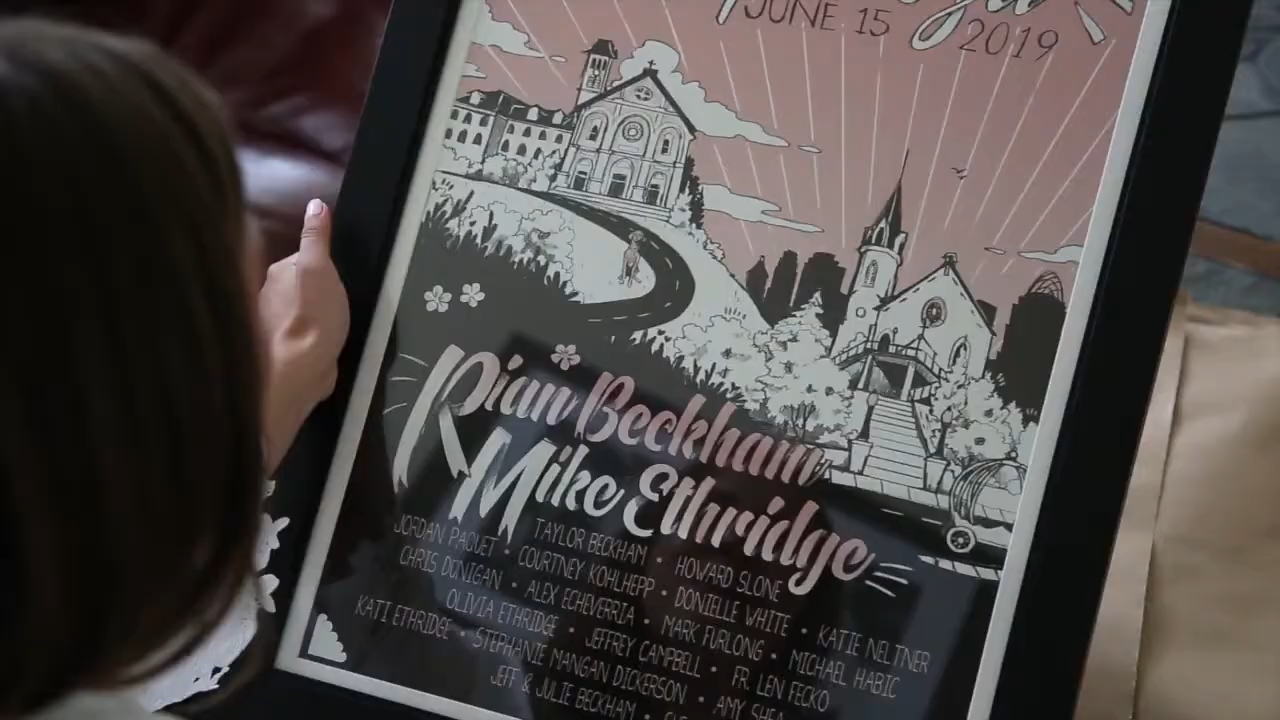 JUNE 15 2019
Rian Beckham
Mike Ethridge
JORDAN PAQUET • TAYLOR BECKHAM • HOWARD SLONE
CHRIS DONIGAN • COURTNEY KOHLHEPP • DONIELLE WHITE • KATIE NELTNER
OLIVIA ETHRIDGE • ALEX ECHEVERRIA • MARK FURLONG • MICHAEL HABIC
KATI ETHRIDGE • JEFFREY CAMPBELL • FR. LEN FECKO
STEPHANIE MANGAN DICKERSON • AMY SHEA
JEFF & JULIE BECKHAM •